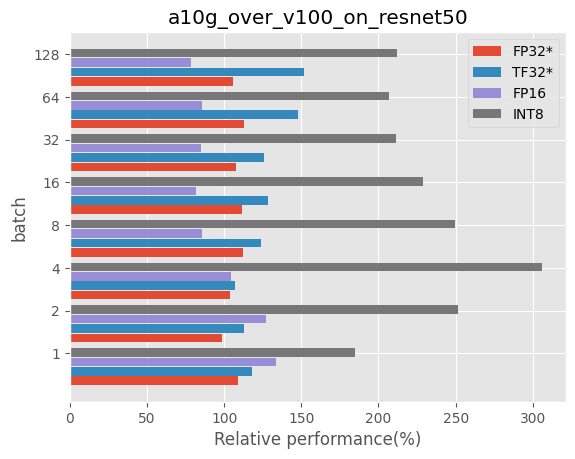 a10g_over_v100_on_resnet50
FP32*
TF32*
FP16
INT8
128
64
32
16
8
4
2
1
batch
0 50 100 150 200 250 300
Relative performance(%)